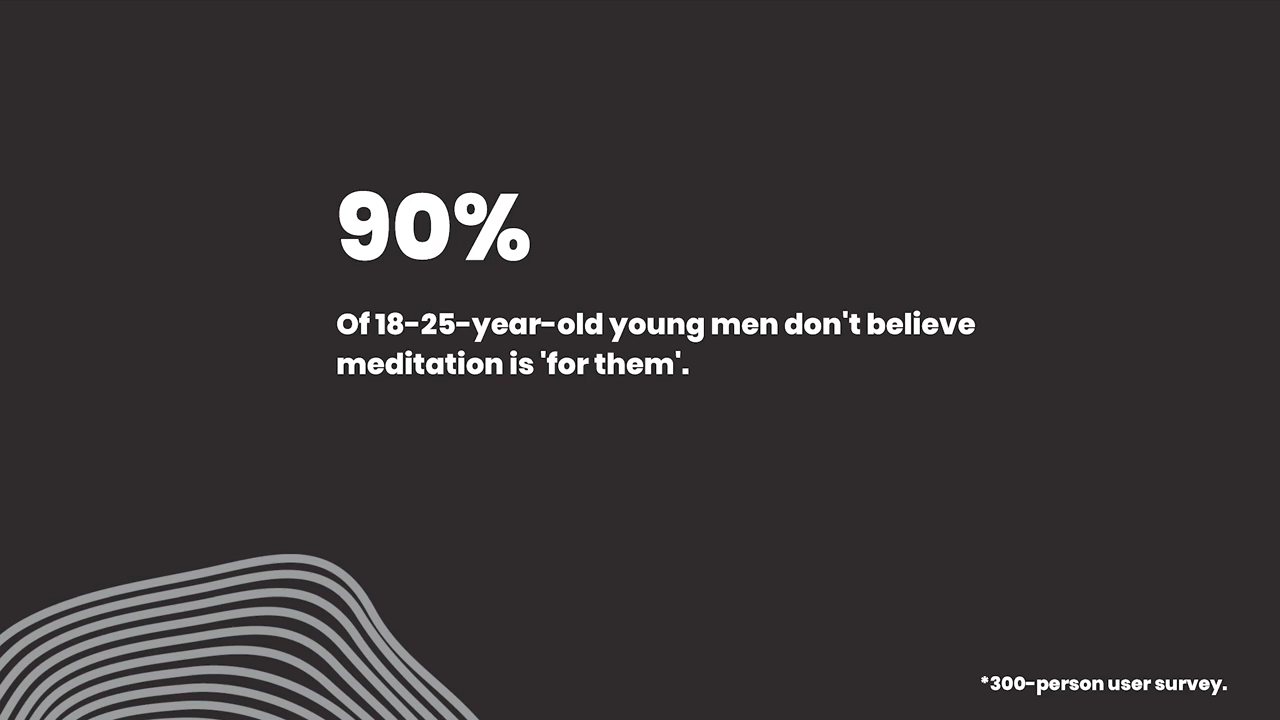 90%
Of 18-25-year-old young men don't believe
meditation is 'for them'.
*300-person user survey.